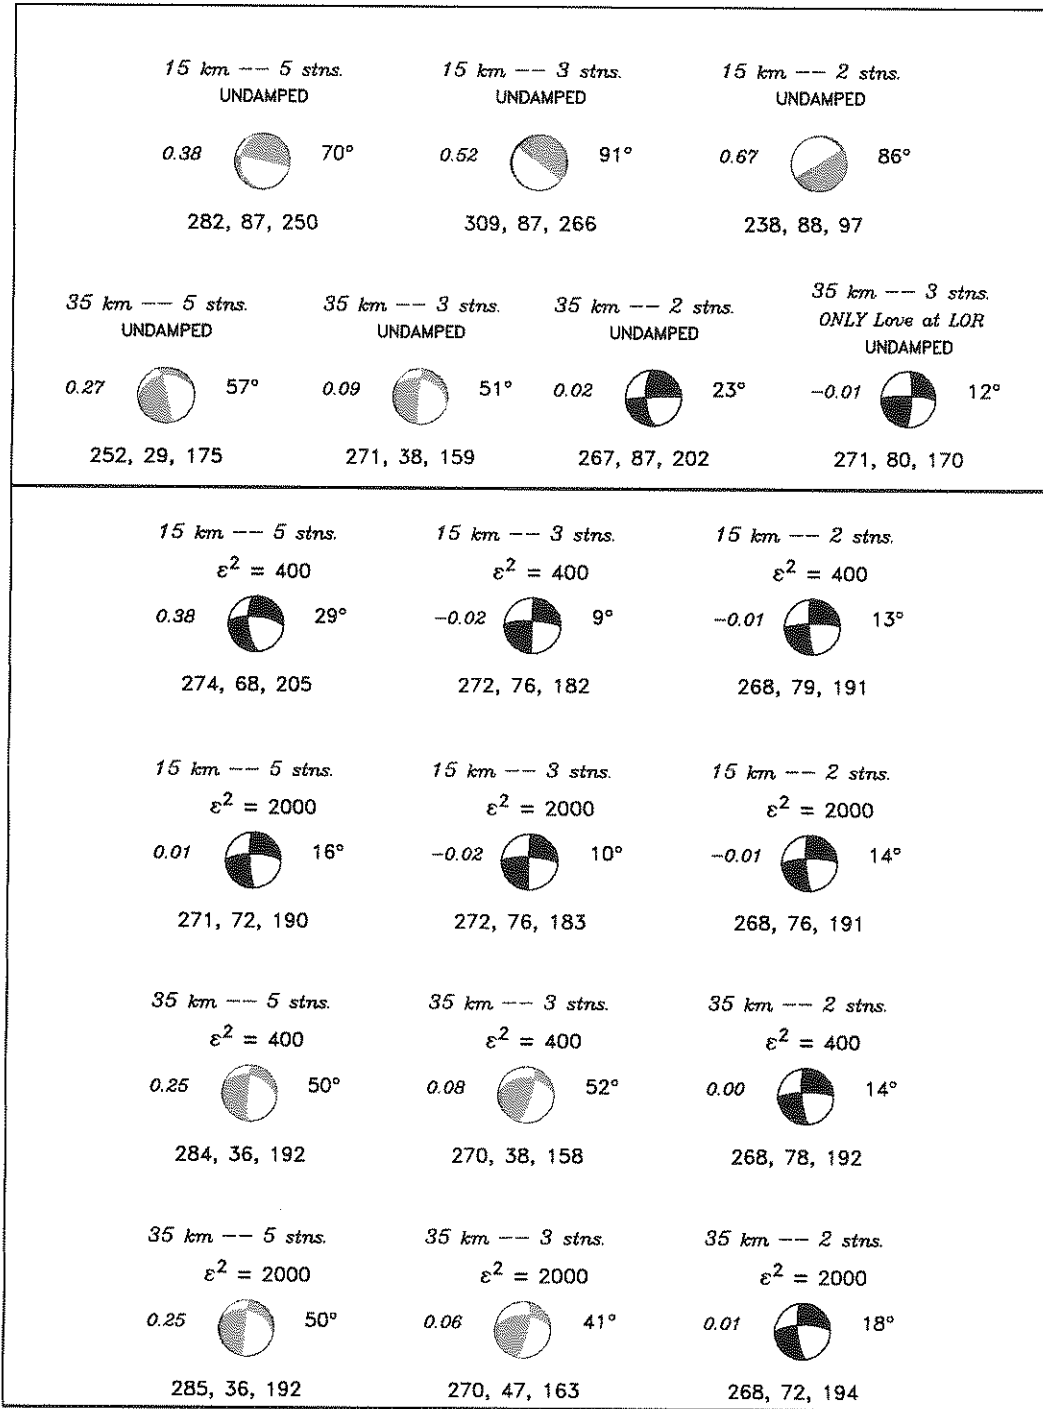 15 km -- 5 stns. 15 km -- 3 stns. 15 km -- 2 stns.
UNDAMPED UNDAMPED UNDAMPED
0.38 70° 0.52 91° 0.67 86°
282, 87, 250 309, 87, 266 238, 88, 97
35 km -- 5 stns. 35 km -- 3 stns. 35 km -- 2 stns. 35 km -- 3 stns.
ONLY Love at LOR
UNDAMPED UNDAMPED UNDAMPED UNDAMPED
0.27 57° 0.09 51° 0.02 23° -0.01 12°
252, 29, 175 271, 38, 159 267, 87, 202 271, 80, 170
15 km -- 5 stns. 15 km -- 3 stns. 15 km -- 2 stns.
ε² = 400 ε² = 400 ε² = 400
0.38 29° -0.02 9° -0.01 13°
274, 68, 205 272, 76, 182 268, 79, 191
15 km -- 5 stns. 15 km -- 3 stns. 15 km -- 2 stns.
ε² = 2000 ε² = 2000 ε² = 2000
0.01 16° -0.02 10° -0.01 14°
271, 72, 190 272, 76, 183 268, 76, 191
35 km -- 5 stns. 35 km -- 3 stns. 35 km -- 2 stns.
ε² = 400 ε² = 400 ε² = 400
0.25 50° 0.08 52° 0.00 14°
284, 36, 192 270, 38, 158 268, 78, 192
35 km -- 5 stns. 35 km -- 3 stns. 35 km -- 2 stns.
ε² = 2000 ε² = 2000 ε² = 2000
0.25 50° 0.06 41° 0.01 18°
285, 36, 192 270, 47, 163 268, 72, 194